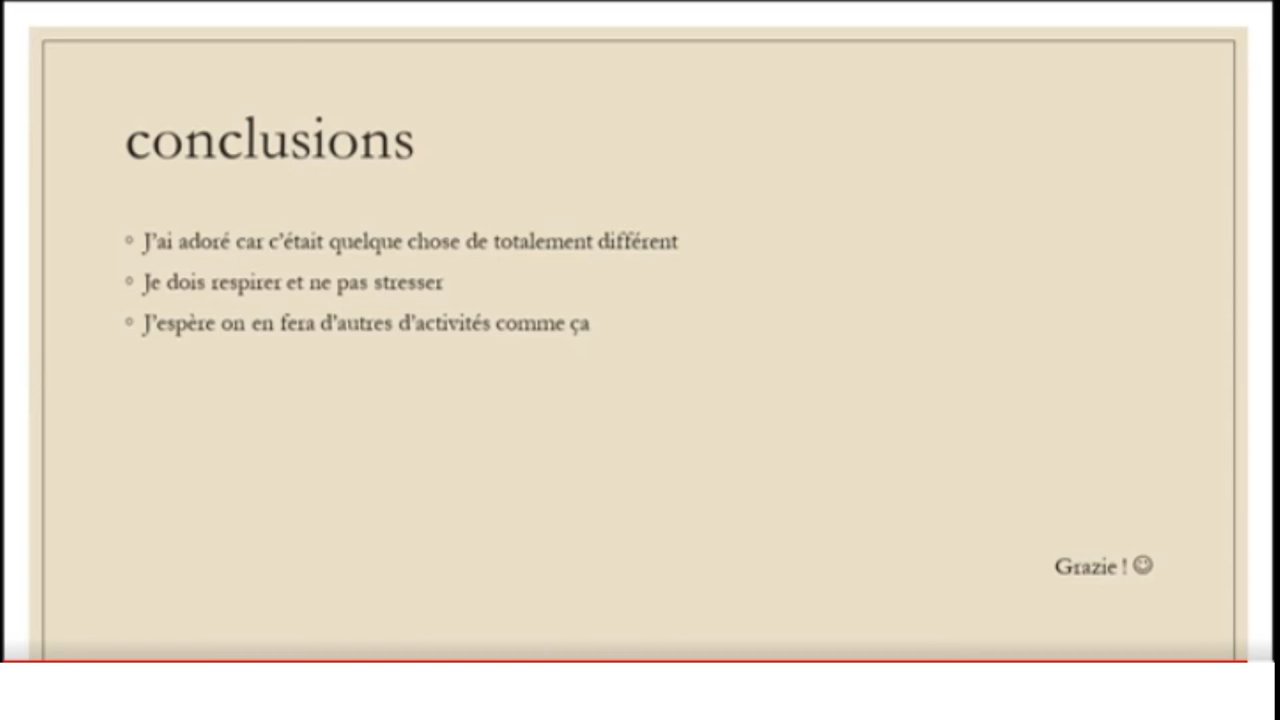 conclusions
J'ai adoré car c'était quelque chose de totalement différent
Je dois respirer et ne pas stresser
J'espère on en fera d'autres d'activités comme ça
Grazie ! ☺